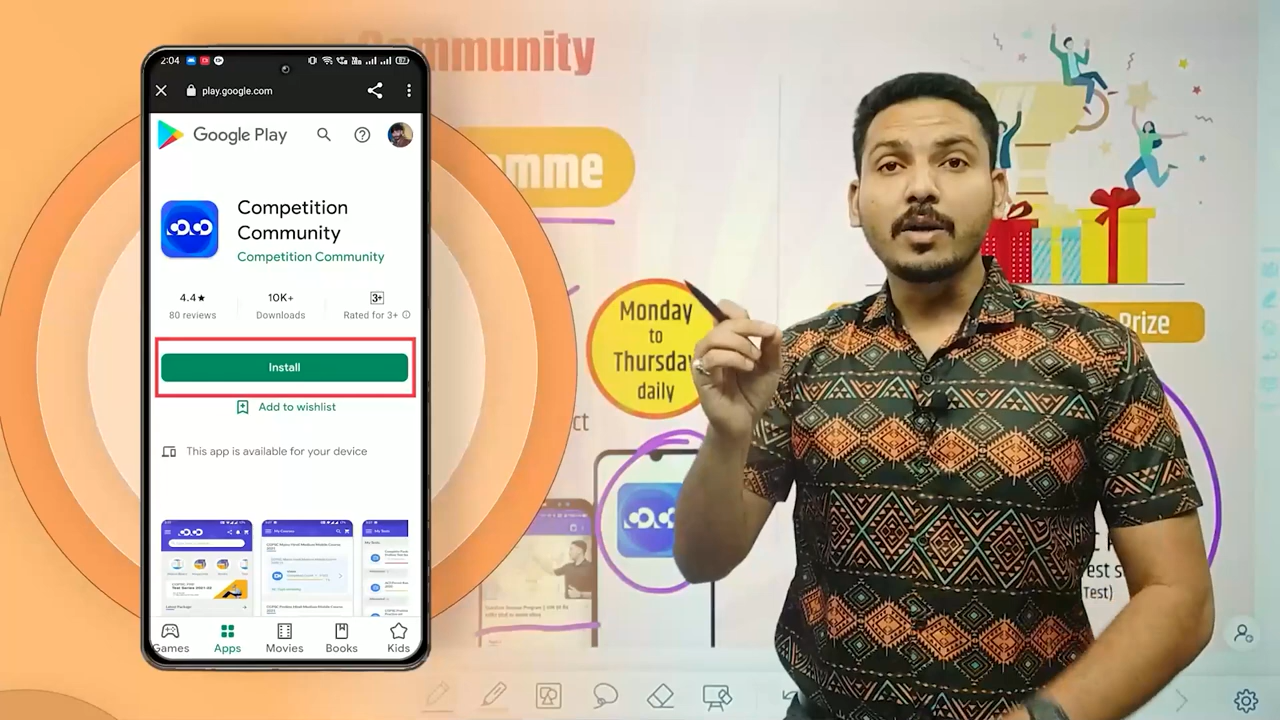 2:04
play.google.com
Google Play
Competition
Community
Competition Community
4.4★
80 reviews
10K+
Downloads
3+
Rated for 3+
Install
Add to wishlist
This app is available for your device
Games
Apps
Movies
Books
Kids
Community
mme
Monday
to
Thursday
daily
Prize
ct
est s
Test)